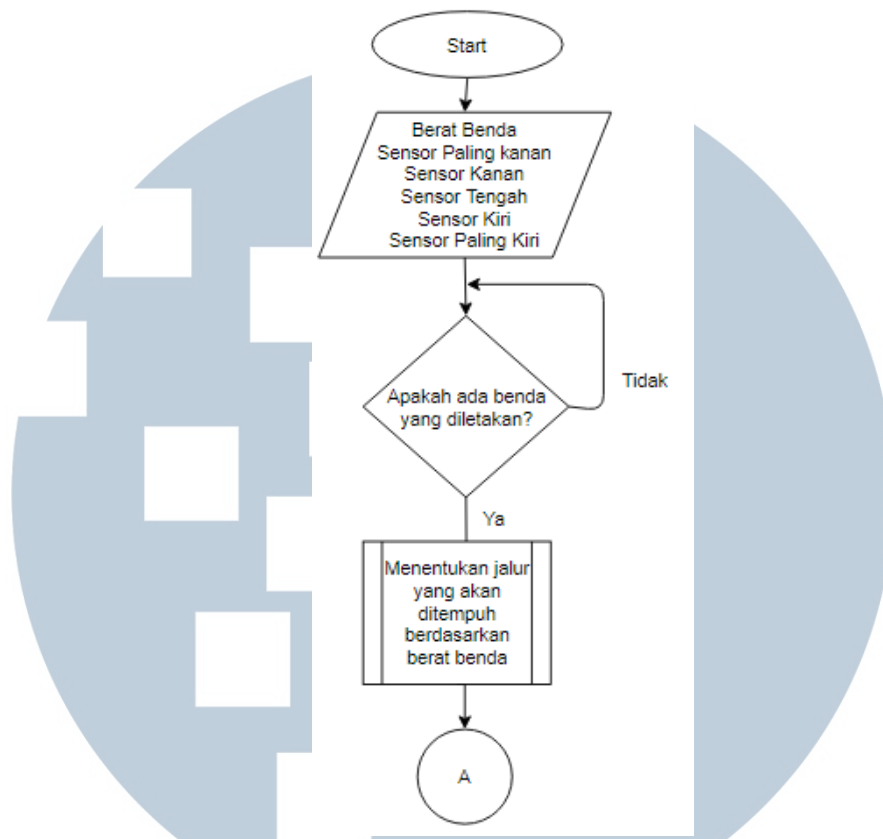 Start
Berat Benda
Sensor Paling kanan
Sensor Kanan
Sensor Tengah
Sensor Kiri
Sensor Paling Kiri
Apakah ada benda
yang diletakan?
Tidak
Ya
Menentukan jalur
yang akan
ditempuh
berdasarkan
berat benda
A